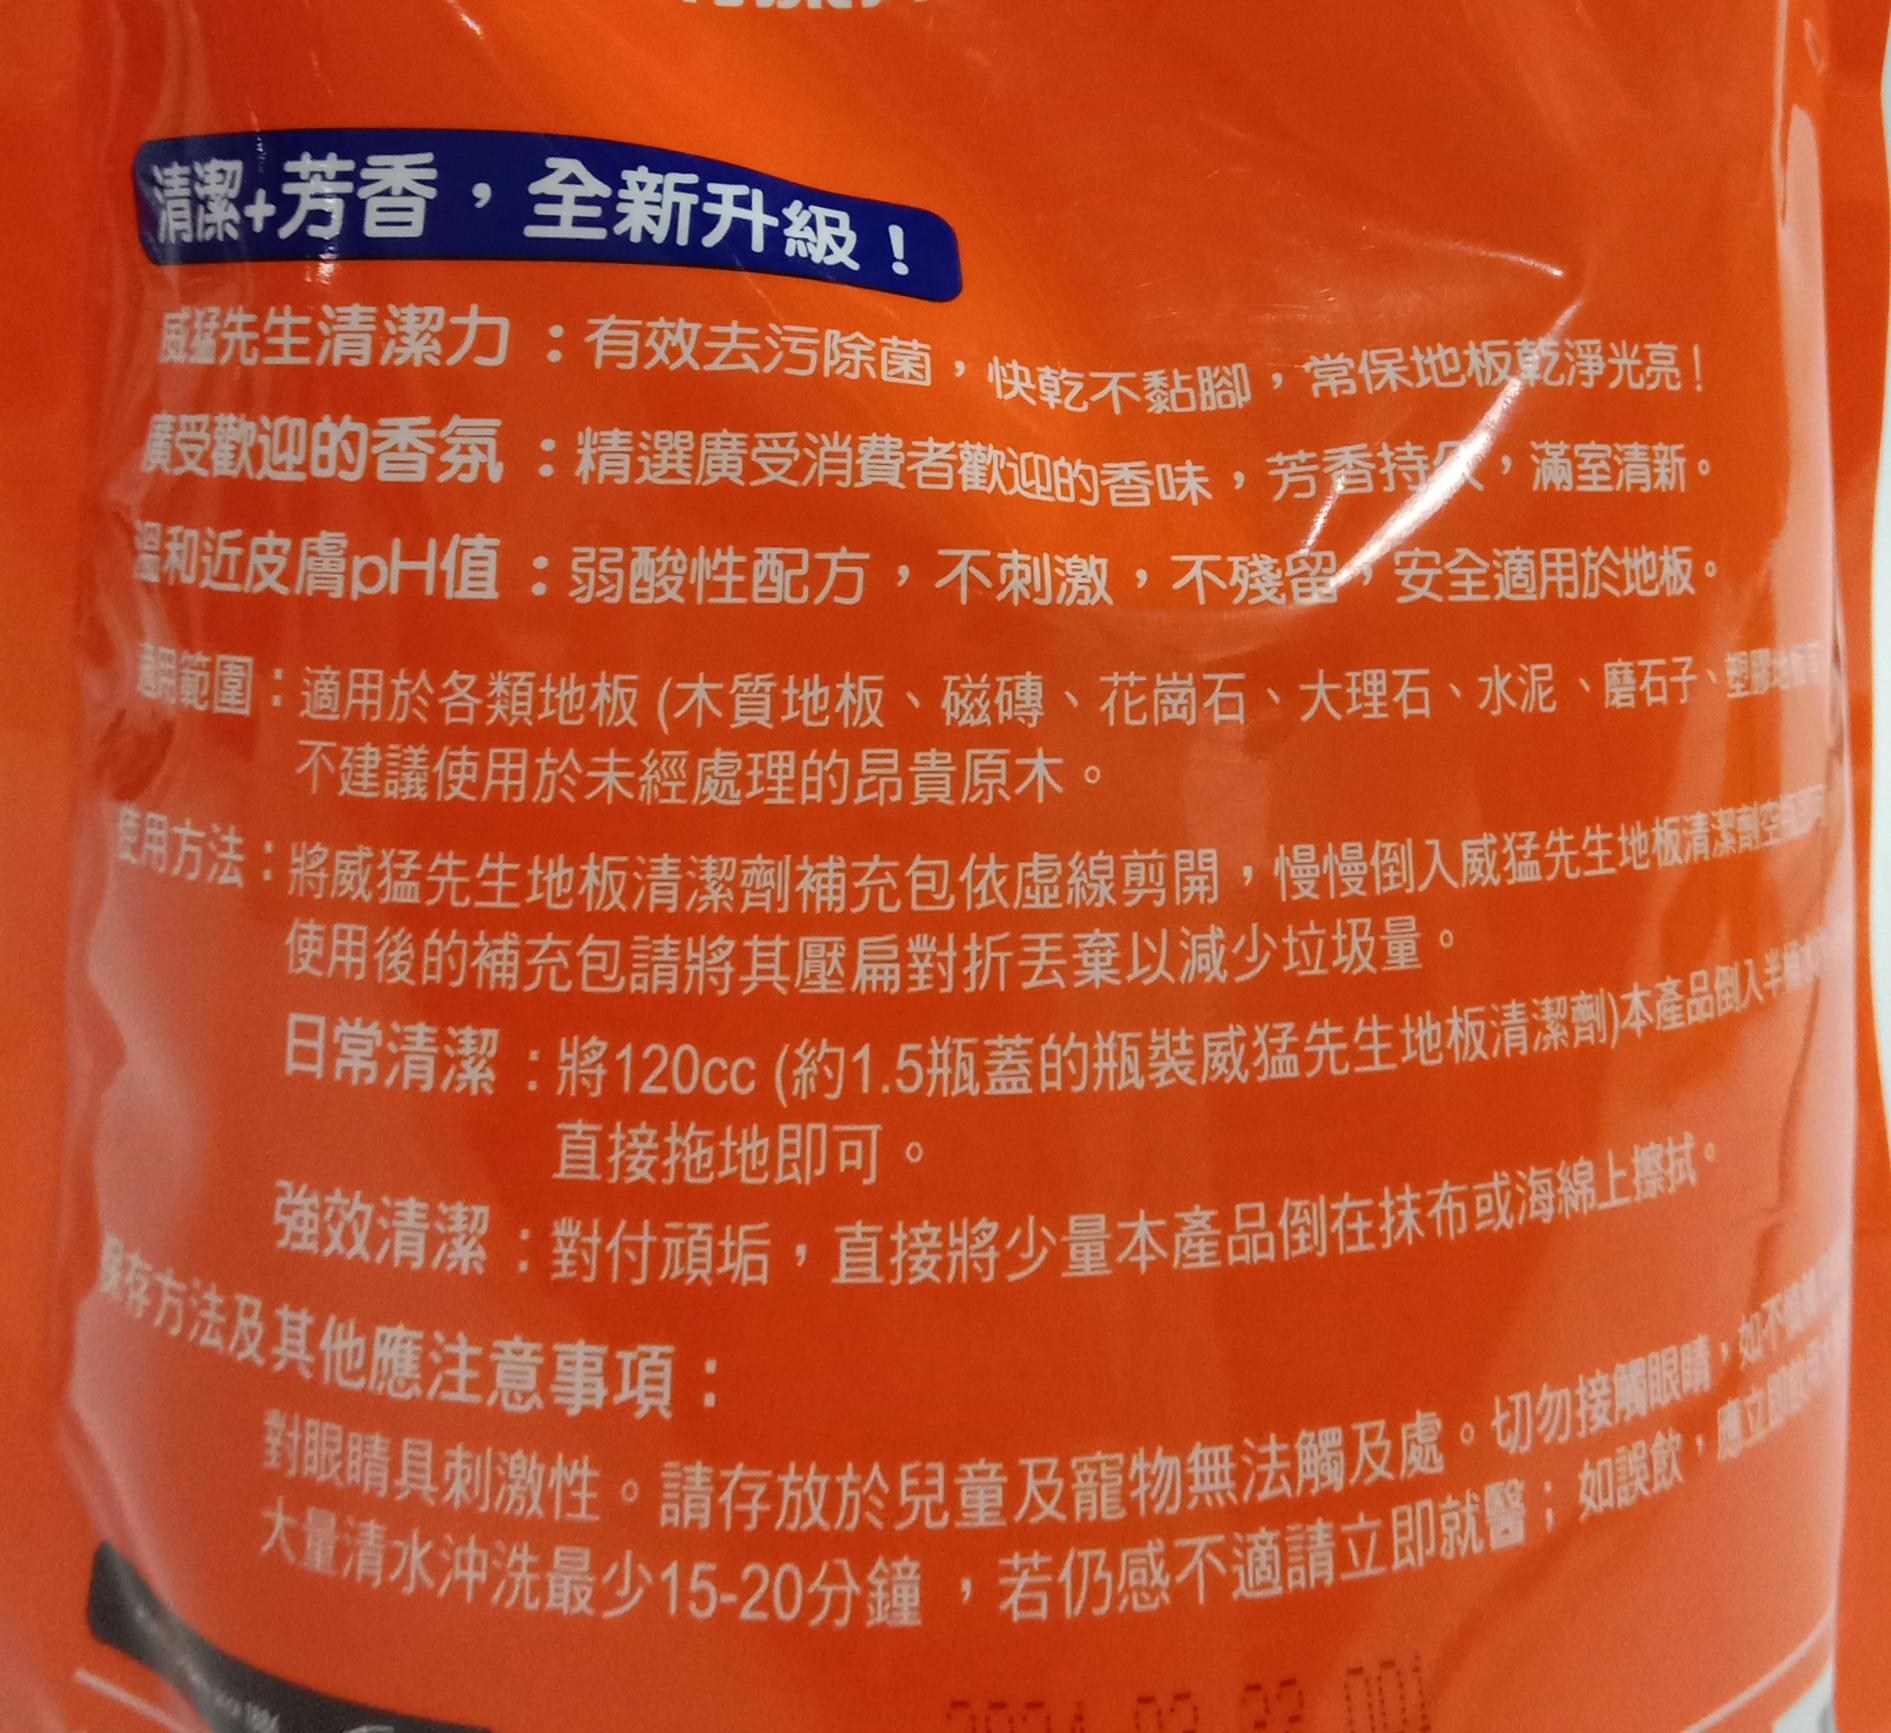 清潔+芳香，全新升級！
威猛先生清潔力：有效去污除菌，快乾不黏腳，常保地板乾淨光亮！
廣受歡迎的香氛：精選廣受消費者歡迎的香味，芳香持久，滿室清新。
溫和近皮膚pH值：弱酸性配方，不刺激，不殘留，安全適用於地板。
適用範圍：適用於各類地板 (木質地板、磁磚、花崗石、大理石、水泥、磨石子、塑膠地板
不建議使用於未經處理的昂貴原木。
使用方法：將威猛先生地板清潔劑補充包依虛線剪開，慢慢倒入威猛先生地板清潔劑空
使用後的補充包請將其壓扁對折丟棄以減少垃圾量。
日常清潔：將120cc (約1.5瓶蓋的瓶裝威猛先生地板清潔劑)本產品倒入半桶水
直接拖地即可。
強效清潔：對付頑垢，直接將少量本產品倒在抹布或海綿上擦拭。
保存方法及其他應注意事項：
對眼睛具刺激性。請存放於兒童及寵物無法觸及處。切勿接觸眼睛，如不慎
大量清水沖洗最少15-20分鐘，若仍感不適請立即就醫；如誤飲，應立即